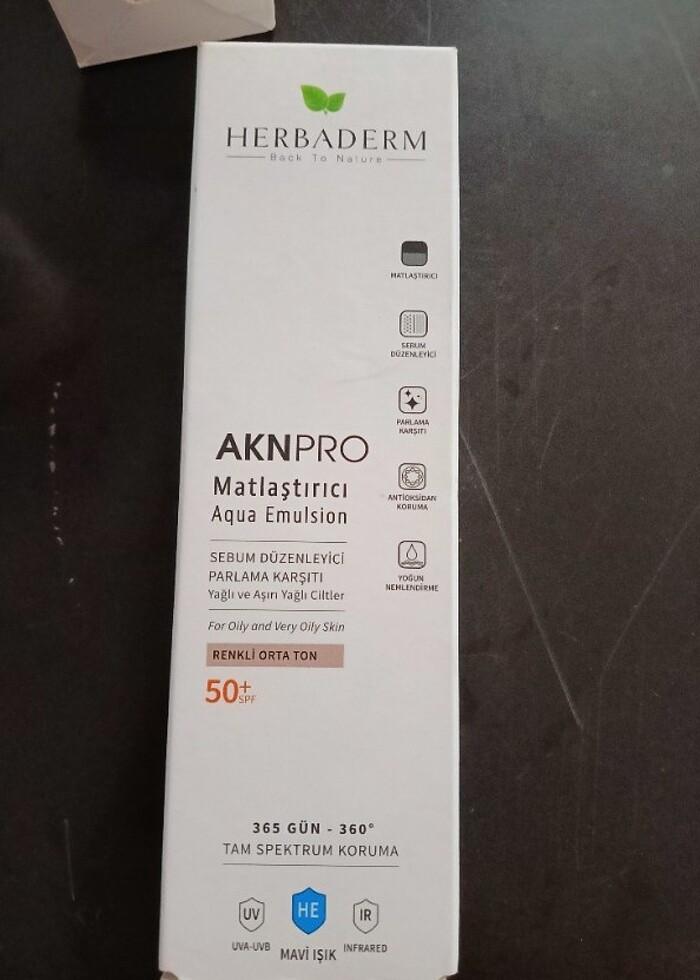 HERBADERM
Back To Nature
MATLAŞTIRICI
SEBUM
DÜZENLEYİCİ
PARLAMA
KARŞITI
ANTİOKSİDAN
KORUMA
YOĞUN
NEMLENDİRME
AKNPRO
Matlaştırıcı
Aqua Emulsion
SEBUM DÜZENLEYİCİ
PARLAMA KARŞITI
Yağlı ve Aşırı Yağlı Ciltler
For Oily and Very Oily Skin
RENKLİ ORTA TON
50+ SPF
365 GÜN - 360°
TAM SPEKTRUM KORUMA
UV HE IR
UVA-UVB MAVİ IŞIK INFRARED